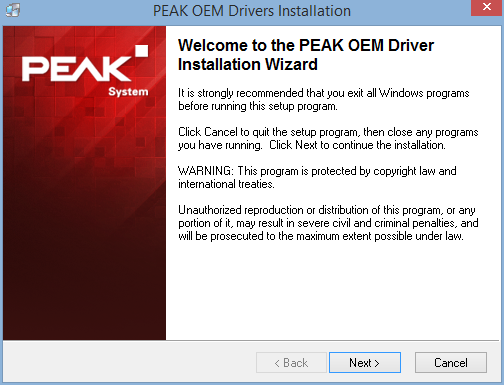 PEAK OEM Drivers Installation
PEAK
System
Welcome to the PEAK OEM Driver
Installation Wizard
It is strongly recommended that you exit all Windows programs
before running this setup program.
Click Cancel to quit the setup program, then close any programs
you have running. Click Next to continue the installation.
WARNING: This program is protected by copyright law and
international treaties.
Unauthorized reproduction or distribution of this program, or any
portion of it, may result in severe civil and criminal penalties, and
will be prosecuted to the maximum extent possible under law.
< Back
Next >
Cancel